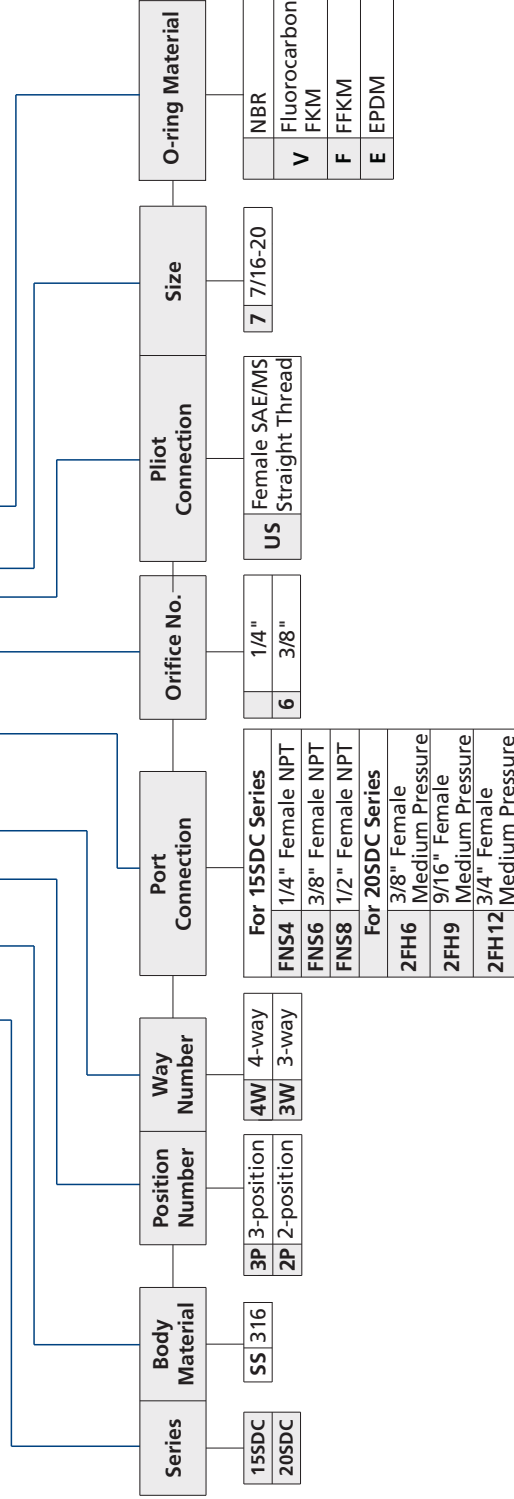 Series
15SDC
20SDC
Body
Material
SS 316
Position
Number
3P 3-position
2P 2-position
Way
Number
4W 4-way
3W 3-way
Port
Connection
For 15SDC Series
FNS4 1/4" Female NPT
FNS6 3/8" Female NPT
FNS8 1/2" Female NPT
For 20SDC Series
2FH6 3/8" Female
Medium Pressure
2FH9 9/16" Female
Medium Pressure
2FH12 3/4" Female
Medium Pressure
Orifice No.
1/4"
6 3/8"
Pliot
Connection
US Female SAE/MS
Straight Thread
Size
7 7/16-20
O-ring Material
NBR
V Fluorocarbon
FKM
F FFKM
E EPDM